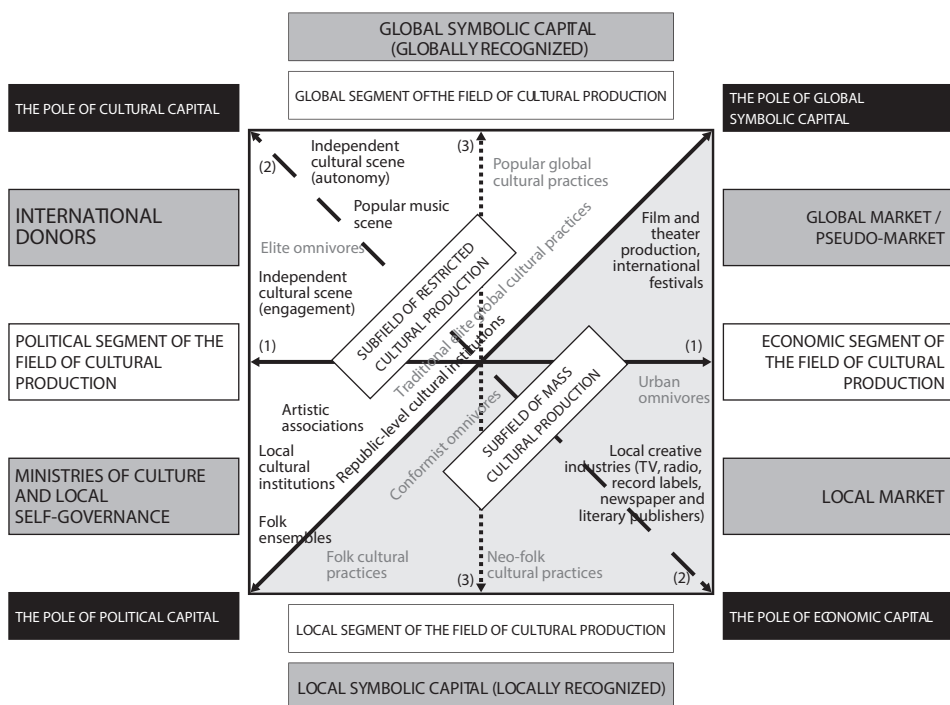 GLOBAL SYMBOLIC CAPITAL
(GLOBALLY RECOGNIZED)
GLOBAL SEGMENT OF THE FIELD OF CULTURAL PRODUCTION
THE POLE OF CULTURAL CAPITAL
THE POLE OF GLOBAL
SYMBOLIC CAPITAL
(2)
Independent
cultural scene
(autonomy)
(3)
Popular global
cultural practices
INTERNATIONAL
DONORS
Popular music
scene
Elite omnivores
Independent
cultural scene
(engagement)
SUBFIELD OF RESTRICTED
CULTURAL PRODUCTION
Traditional elite global cultural practices
Republic-level cultural institutions
Film and
theater
production,
international
festivals
GLOBAL MARKET /
PSEUDO-MARKET
POLITICAL SEGMENT OF THE
FIELD OF CULTURAL
PRODUCTION
(1)
(1)
ECONOMIC SEGMENT OF
THE FIELD OF CULTURAL
PRODUCTION
Artistic
associations
Local
cultural
institutions
Conformist omnivores
SUBFIELD OF MASS
CULTURAL PRODUCTION
Urban
omnivores
MINISTRIES OF CULTURE
AND LOCAL
SELF-GOVERNANCE
Local creative
industries (TV, radio,
record labels,
newspaper and
literary publishers)
LOCAL MARKET
Folk
ensembles
Folk cultural
practices
(3)
Neo-folk
cultural practices
(2)
THE POLE OF POLITICAL CAPITAL
THE POLE OF ECONOMIC CAPITAL
LOCAL SEGMENT OF THE FIELD OF CULTURAL PRODUCTION
LOCAL SYMBOLIC CAPITAL (LOCALLY RECOGNIZED)